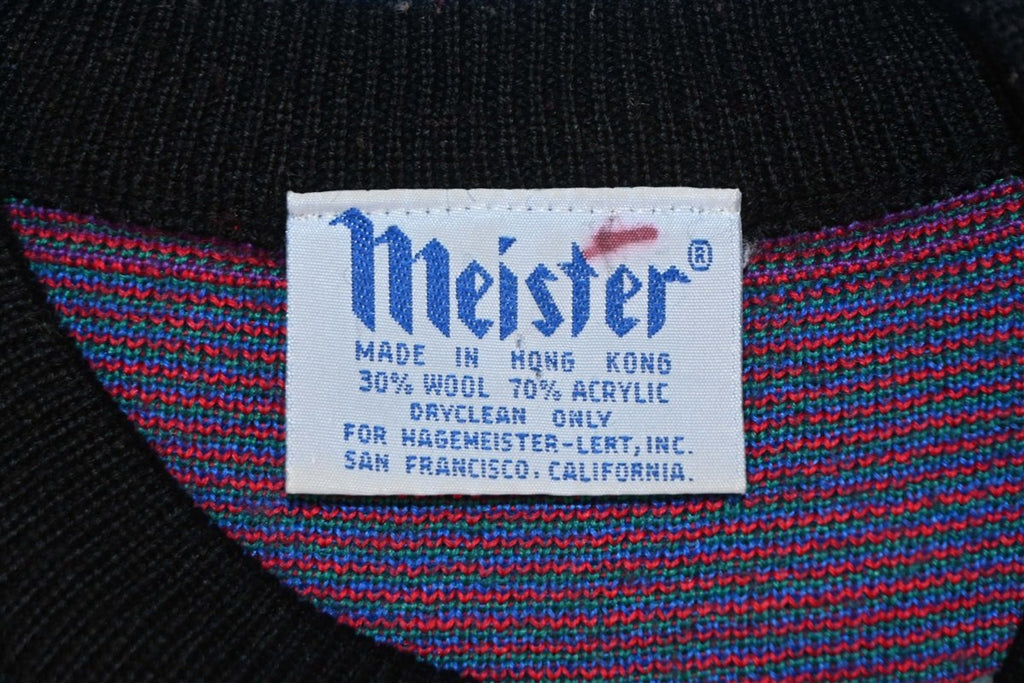 Meister®
MADE IN HONG KONG
30% WOOL 70% ACRYLIC
DRYCLEAN ONLY
FOR HAGEMEISTER-LERT, INC.
SAN FRANCISCO, CALIFORNIA.